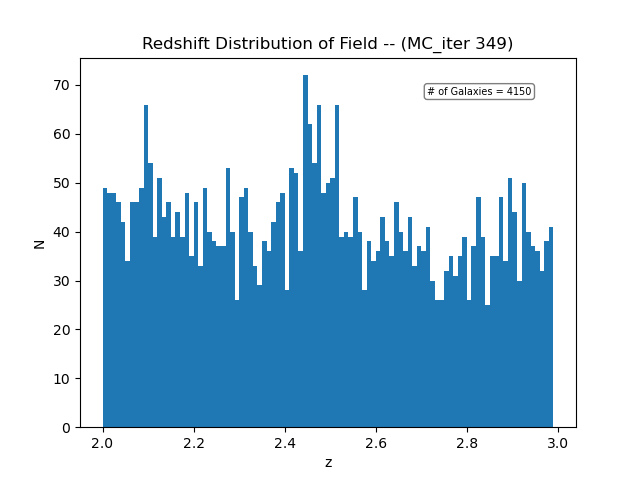 Redshift Distribution of Field -- (MC_iter 349)
# of Galaxies = 4150
N
70
60
50
40
30
20
10
0
2.0 2.2 2.4 2.6 2.8 3.0
z